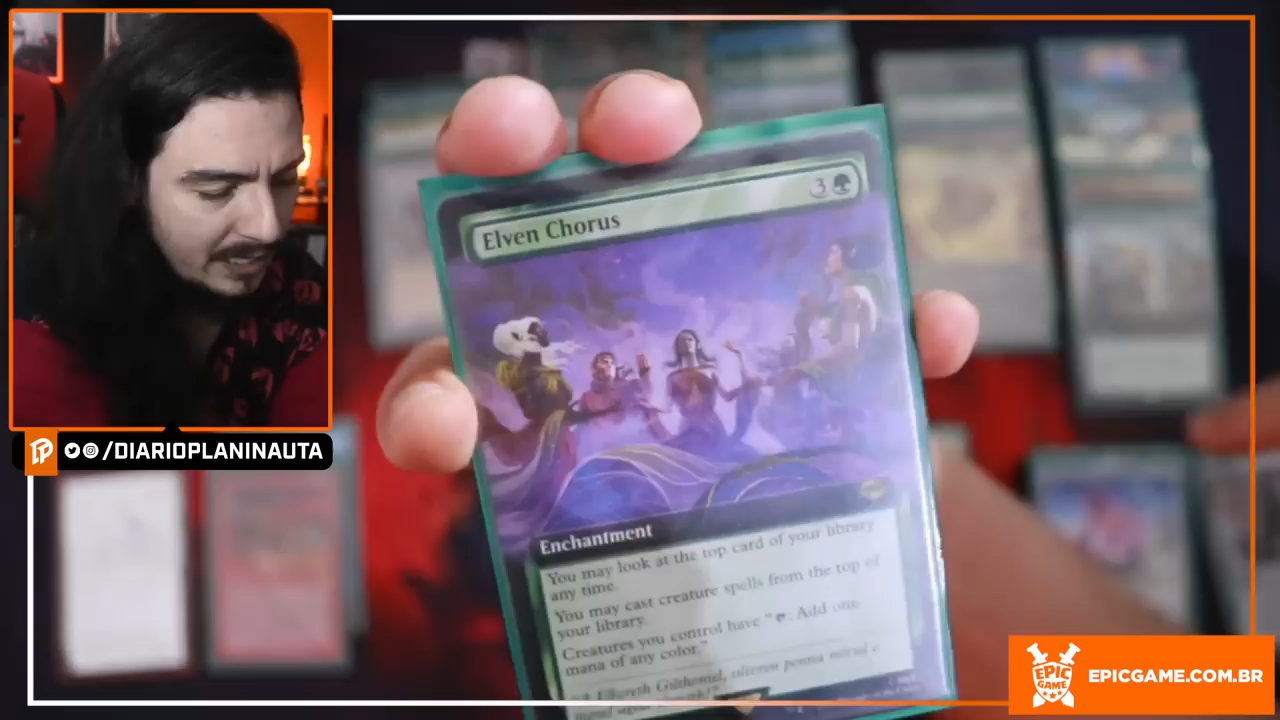 Elven Chorus
3
Enchantment
You may look at the top card of your library
any time.
You may cast creature spells from the top of
your library.
Creatures you control have “: Add one
mana of any color.”
/DIARIOPLANINAUTA
EPIC
GAME
EPICGAME.COM.BR